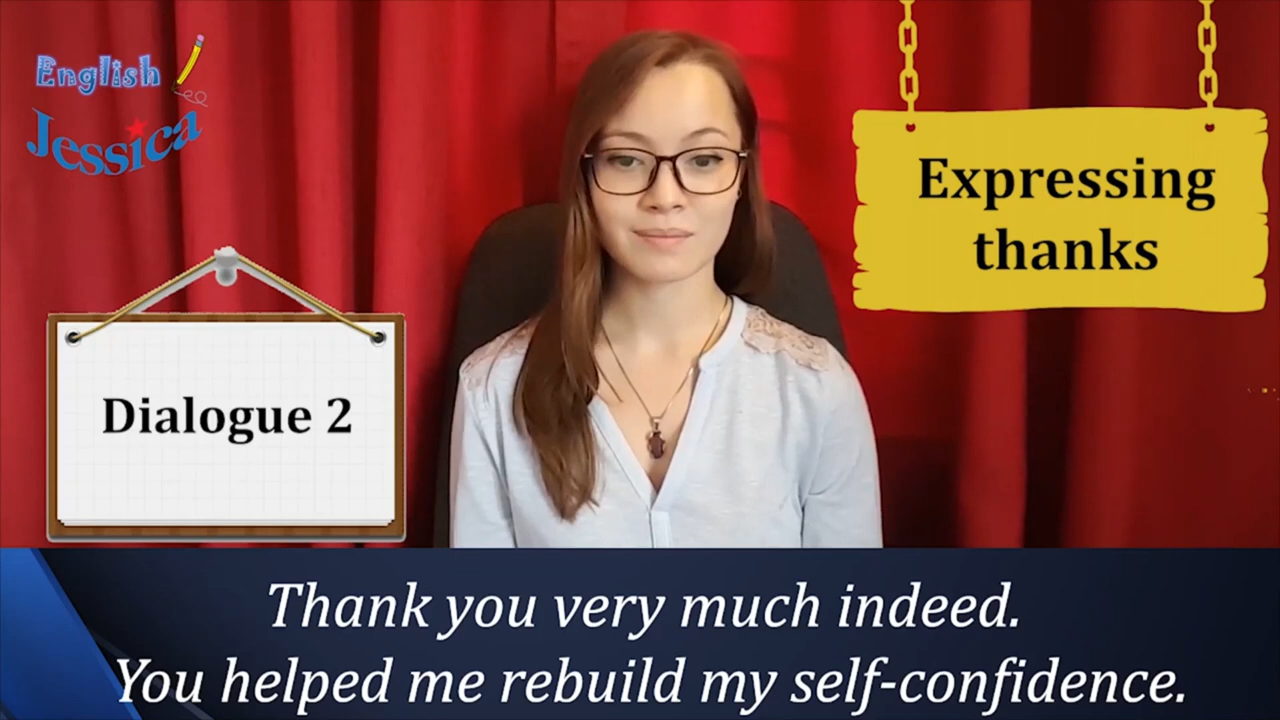 English
Jessica
Expressing
thanks
Dialogue 2
Thank you very much indeed.
You helped me rebuild my self-confidence.